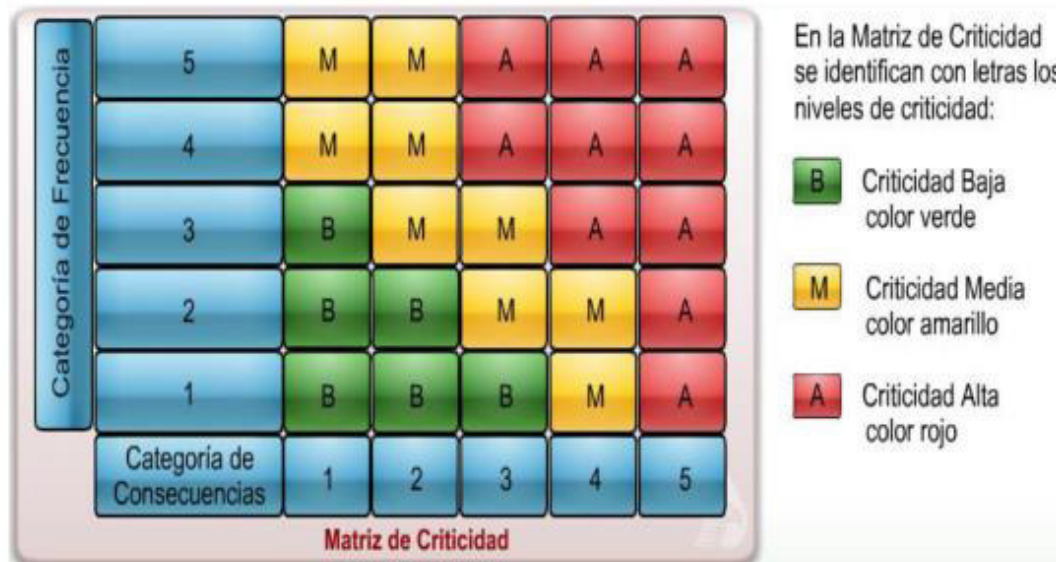 Categoría de Frecuencia
5 M M A A A
4 M M A A A
3 B M M A A
2 B B M M A
1 B B B M A
Categoría de
Consecuencias
1 2 3 4 5
Matriz de Criticidad
En la Matriz de Criticidad
se identifican con letras los
niveles de criticidad:
B Criticidad Baja
color verde
M Criticidad Media
color amarillo
A Criticidad Alta
color rojo